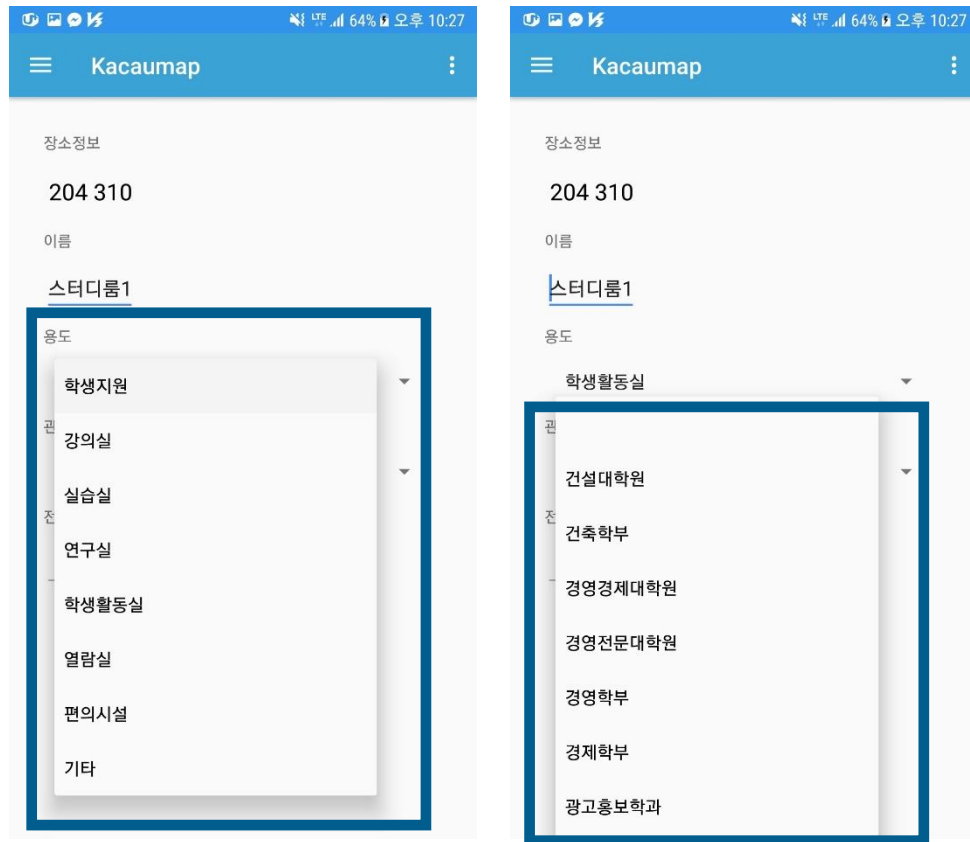 LTE 64% 오후 10:27
Kacaumap
장소정보
204 310
이름
스터디룸1
용도
학생지원
강의실
실습실
연구실
학생활동실
열람실
편의시설
기타
LTE 64% 오후 10:27
Kacaumap
장소정보
204 310
이름
스터디룸1
용도
학생활동실
건설대학원
건축학부
경영경제대학원
경영전문대학원
경영학부
경제학부
광고홍보학과